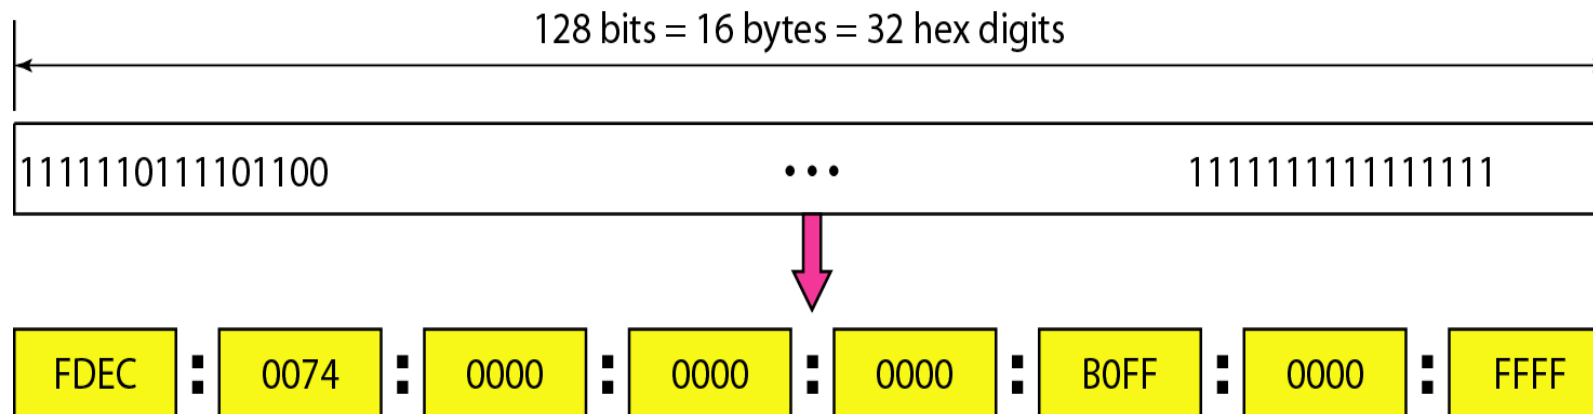 128 bits = 16 bytes = 32 hex digits
1111110111101100 ••• 1111111111111111
FDEC : 0074 : 0000 : 0000 : 0000 : B0FF : 0000 : FFFF